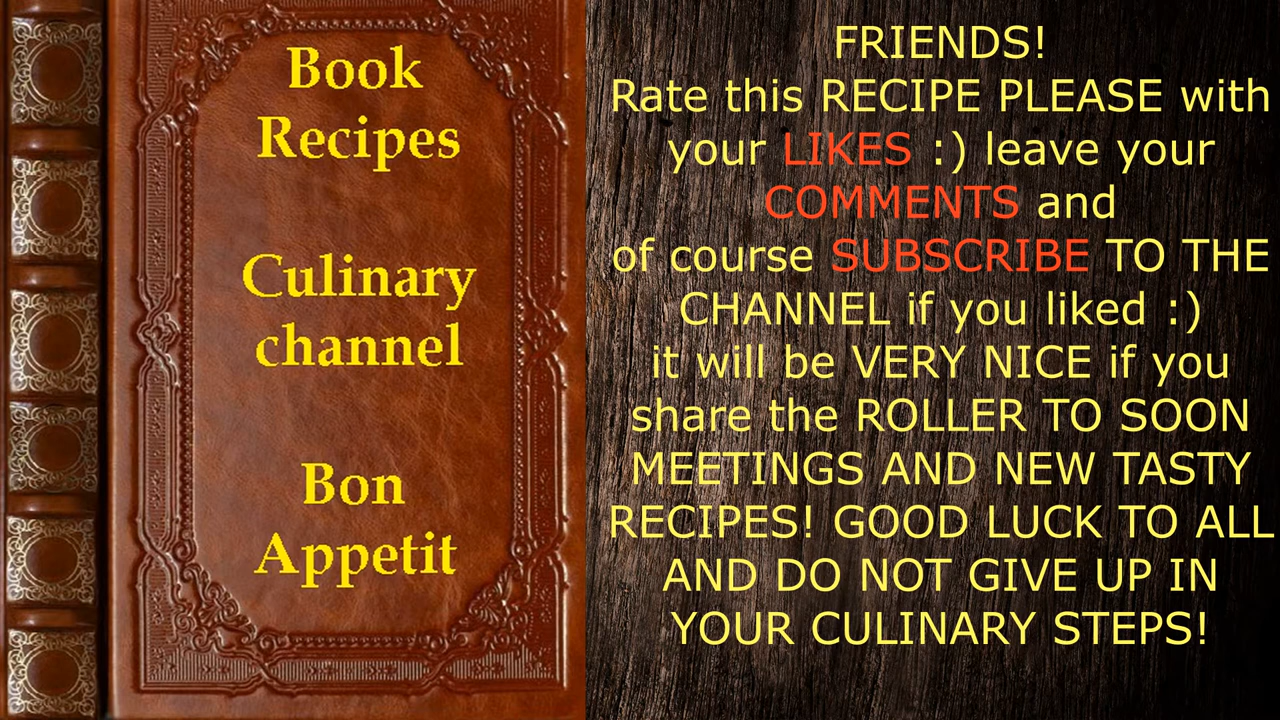 Book
Recipes
Culinary
channel
Bon
Appetit
FRIENDS!
Rate this RECIPE PLEASE with
your LIKES :) leave your
COMMENTS and
of course SUBSCRIBE TO THE
CHANNEL if you liked :)
it will be VERY NICE if you
share the ROLLER TO SOON
MEETINGS AND NEW TASTY
RECIPES! GOOD LUCK TO ALL
AND DO NOT GIVE UP IN
YOUR CULINARY STEPS!